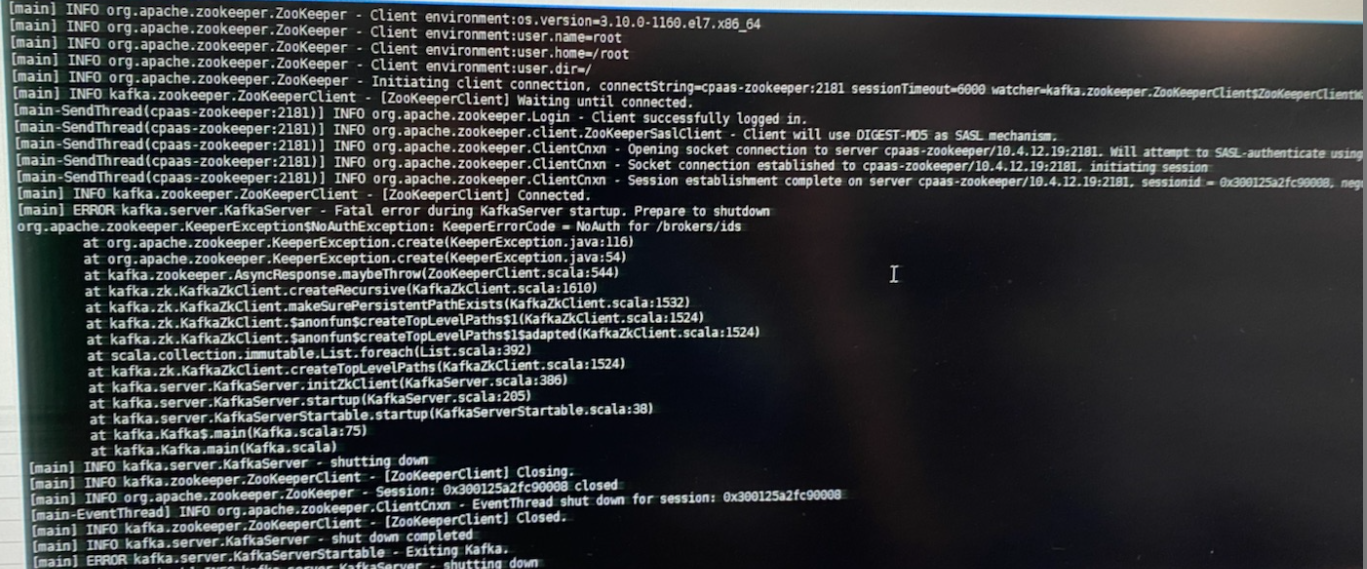 [main] INFO org.apache.zookeeper.ZooKeeper - Client environment:os.version=3.10.0-1160.el7.x86_64
[main] INFO org.apache.zookeeper.ZooKeeper - Client environment:user.name=root
[main] INFO org.apache.zookeeper.ZooKeeper - Client environment:user.home=/root
[main] INFO org.apache.zookeeper.ZooKeeper - Client environment:user.dir=/
[main] INFO org.apache.zookeeper.ZooKeeper - Initiating client connection, connectString=cpaas-zookeeper:2181 sessionTimeout=6000 watcher=kafka.zookeeper.ZooKeeperClient$ZooKeeperClientW
[main] INFO kafka.zookeeper.ZooKeeperClient - [ZooKeeperClient] Waiting until connected.
[main-SendThread(cpaas-zookeeper:2181)] INFO org.apache.zookeeper.Login - Client successfully logged in.
[main-SendThread(cpaas-zookeeper:2181)] INFO org.apache.zookeeper.client.ZooKeeperSaslClient - Client will use DIGEST-MD5 as SASL mechanism.
[main-SendThread(cpaas-zookeeper:2181)] INFO org.apache.zookeeper.ClientCnxn - Opening socket connection to server cpaas-zookeeper/10.4.12.19:2181. Will attempt to SASL-authenticate using
[main-SendThread(cpaas-zookeeper:2181)] INFO org.apache.zookeeper.ClientCnxn - Socket connection established to cpaas-zookeeper/10.4.12.19:2181, initiating session
[main-SendThread(cpaas-zookeeper:2181)] INFO org.apache.zookeeper.ClientCnxn - Session establishment complete on server cpaas-zookeeper/10.4.12.19:2181, sessionid = 0x300125a2fc90008, neg
[main] INFO kafka.zookeeper.ZooKeeperClient - [ZooKeeperClient] Connected.
[main] ERROR kafka.server.KafkaServer - Fatal error during KafkaServer startup. Prepare to shutdown
org.apache.zookeeper.KeeperException$NoAuthException: KeeperErrorCode = NoAuth for /brokers/ids
at org.apache.zookeeper.KeeperException.create(KeeperException.java:116)
at org.apache.zookeeper.KeeperException.create(KeeperException.java:54)
at kafka.zookeeper.AsyncResponse.maybeThrow(ZooKeeperClient.scala:544)
at kafka.zk.KafkaZkClient.createRecursive(KafkaZkClient.scala:1610)
at kafka.zk.KafkaZkClient.makeSurePersistentPathExists(KafkaZkClient.scala:1532)
at kafka.zk.KafkaZkClient.$anonfun$createTopLevelPaths$1(KafkaZkClient.scala:1524)
at kafka.zk.KafkaZkClient.$anonfun$createTopLevelPaths$1$adapted(KafkaZkClient.scala:1524)
at scala.collection.immutable.List.foreach(List.scala:392)
at kafka.zk.KafkaZkClient.createTopLevelPaths(KafkaZkClient.scala:1524)
at kafka.server.KafkaServer.initZkClient(KafkaServer.scala:386)
at kafka.server.KafkaServer.startup(KafkaServer.scala:205)
at kafka.server.KafkaServerStartable.startup(KafkaServerStartable.scala:38)
at kafka.Kafka$.main(Kafka.scala:75)
at kafka.Kafka.main(Kafka.scala)
[main] INFO kafka.server.KafkaServer - shutting down
[main] INFO kafka.zookeeper.ZooKeeperClient - [ZooKeeperClient] Closing.
[main] INFO org.apache.zookeeper.ZooKeeper - Session: 0x300125a2fc90008 closed
[main-EventThread] INFO org.apache.zookeeper.ClientCnxn - EventThread shut down for session: 0x300125a2fc90008
[main] INFO kafka.zookeeper.ZooKeeperClient - [ZooKeeperClient] Closed.
[main] INFO kafka.server.KafkaServer - shut down completed
[main] ERROR kafka.server.KafkaServerStartable - Exiting Kafka.
INFO kafka.server.KafkaServer - shutting down